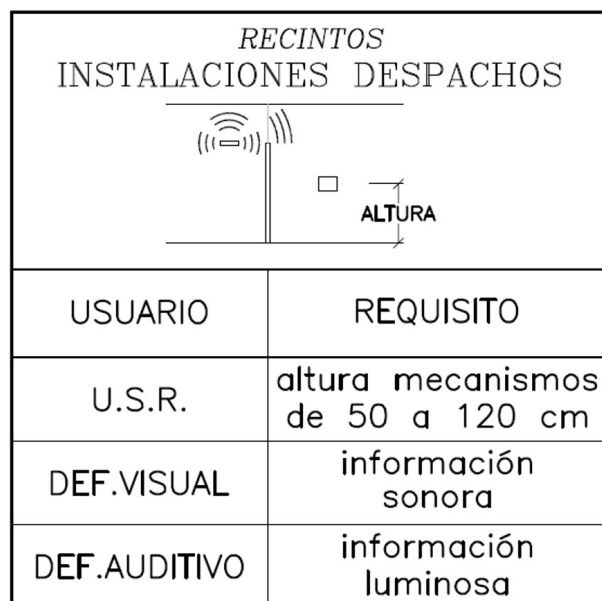 RECINTOS
INSTALACIONES DESPACHOS
ALTURA
USUARIO
REQUISITO
U.S.R.
altura mecanismos
de 50 a 120 cm
DEF.VISUAL
información
sonora
DEF.AUDITIVO
información
luminosa